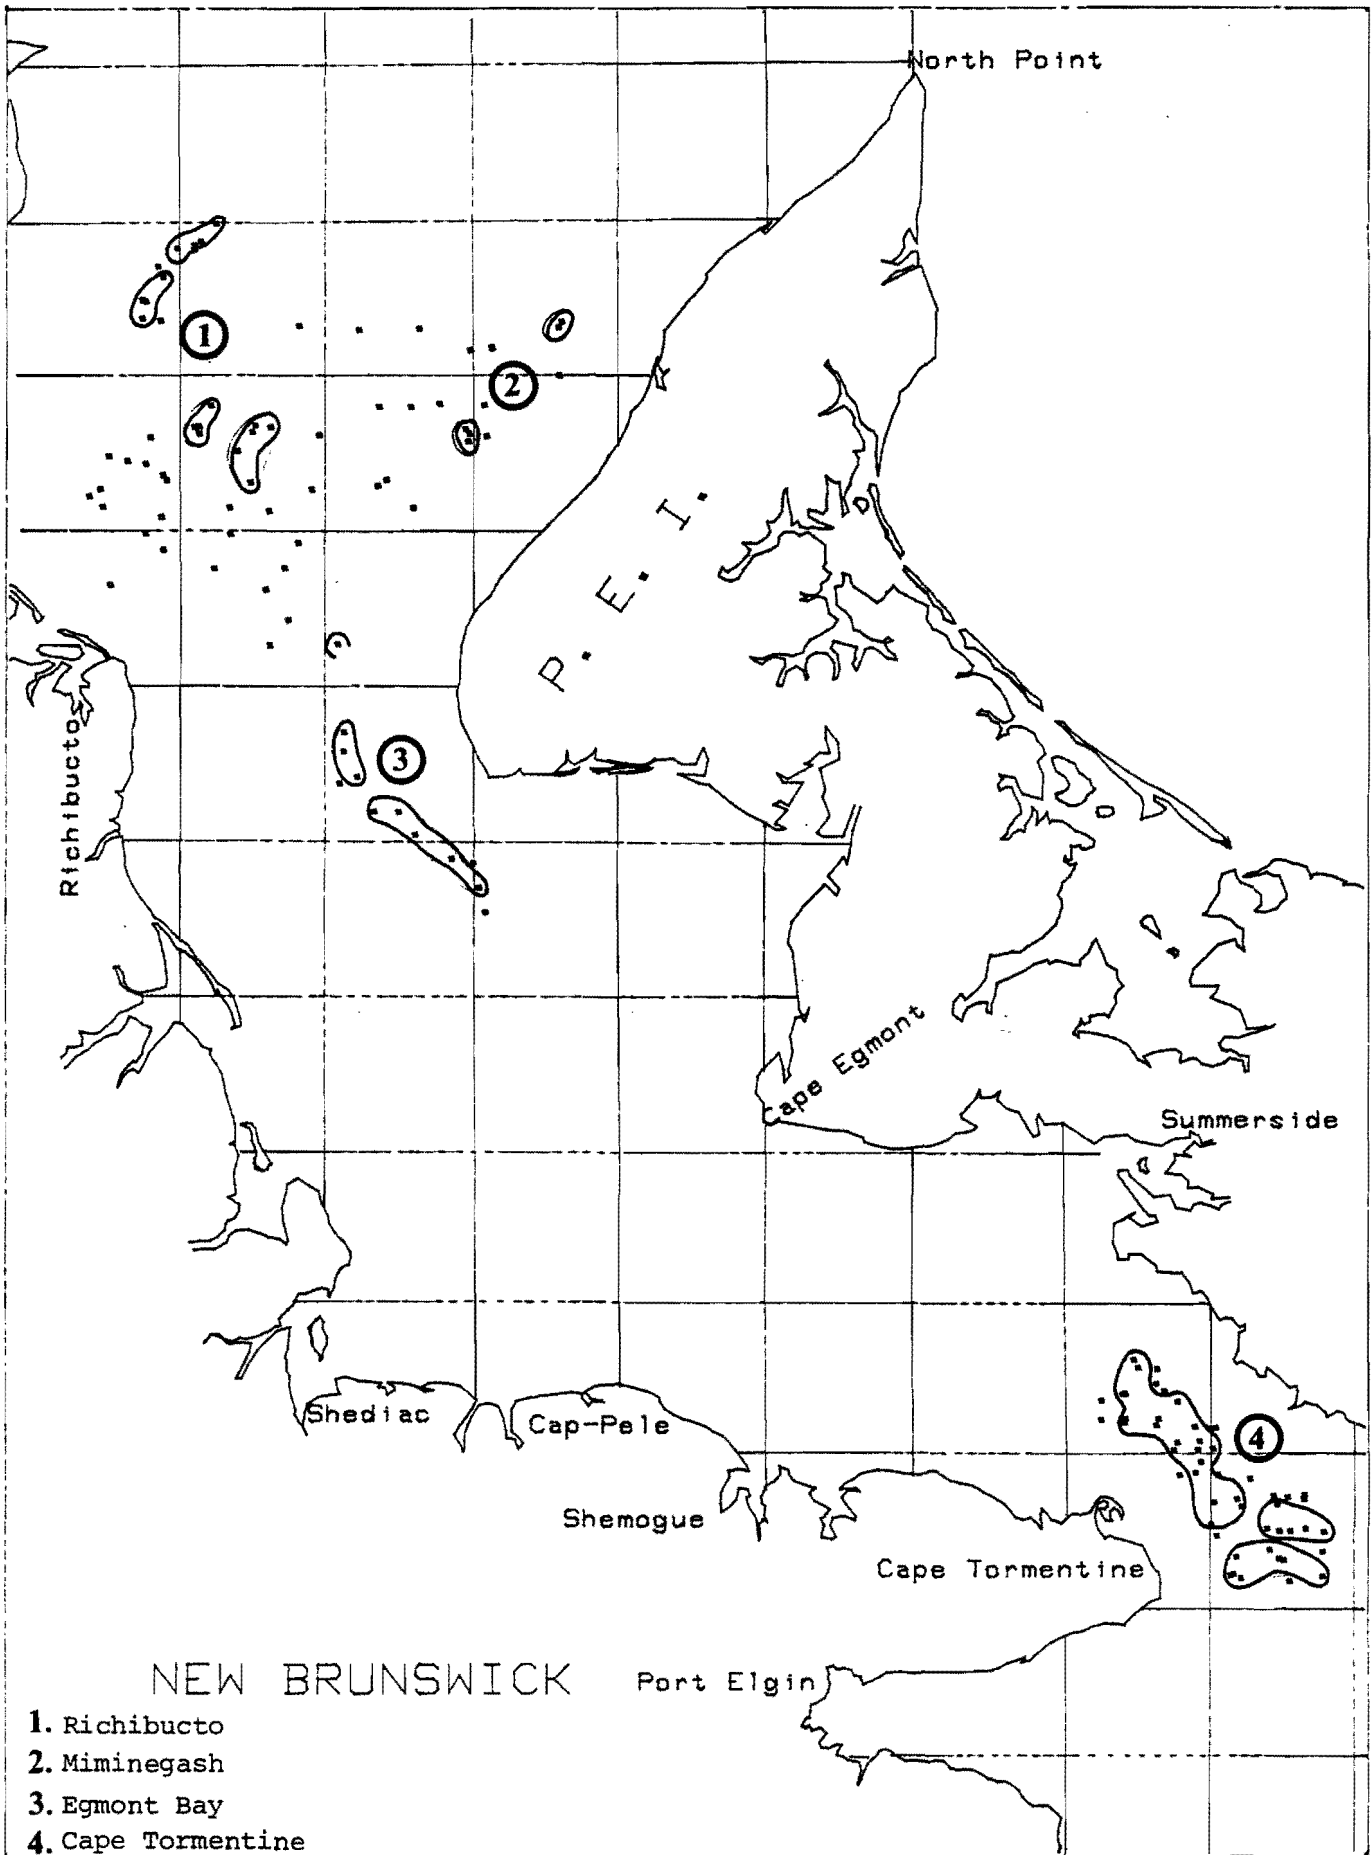 North Point
1
2
P. E. I.
3
Richibucto
Cape Egmont
Summerside
Shediac
Cap-Pele
4
Shemogue
Cape Tormentine
NEW BRUNSWICK
Port Elgin
1. Richibucto
2. Miminegash
3. Egmont Bay
4. Cape Tormentine